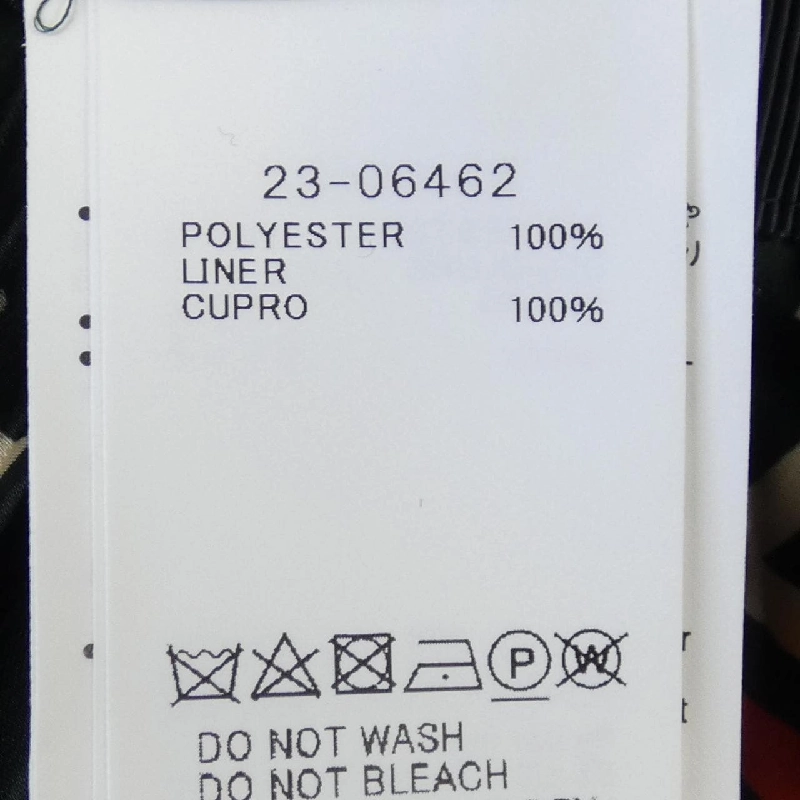 23-06462
POLYESTER 100%
LINER
CUPRO 100%
P W
DO NOT WASH
DO NOT BLEACH